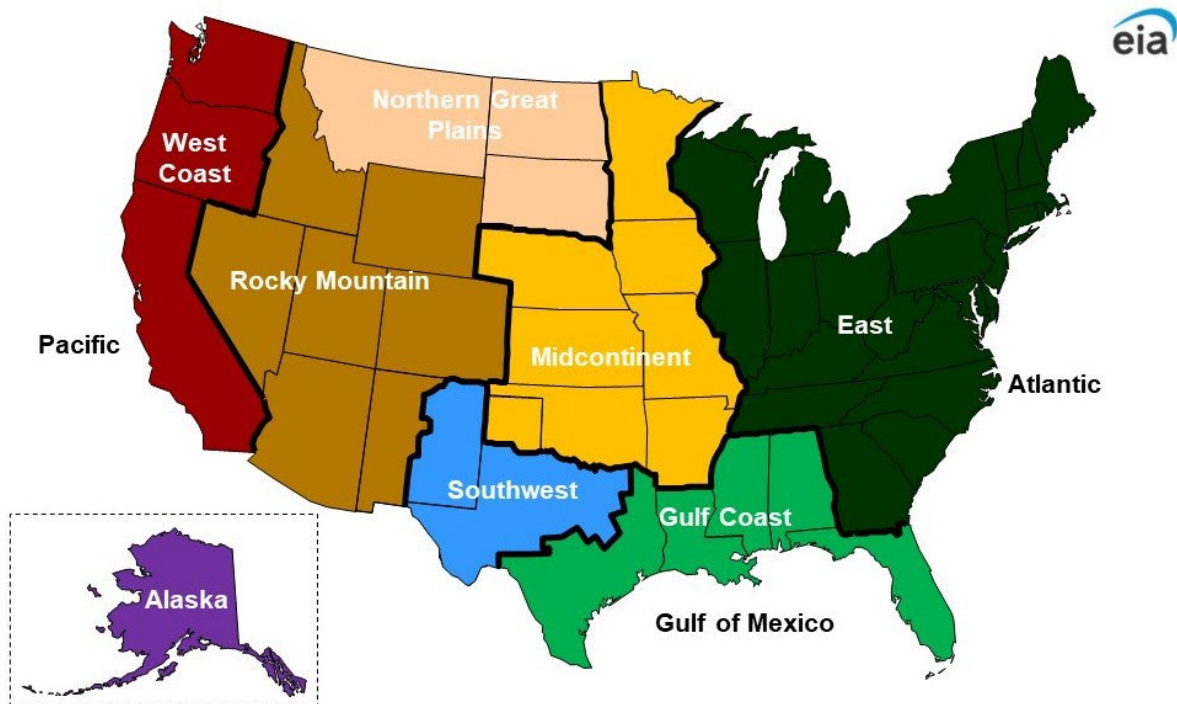 eia
Northern Great
Plains
West
Coast
Rocky Mountain
Pacific
Midcontinent
East
Atlantic
Southwest
Gulf Coast
Alaska
Gulf of Mexico